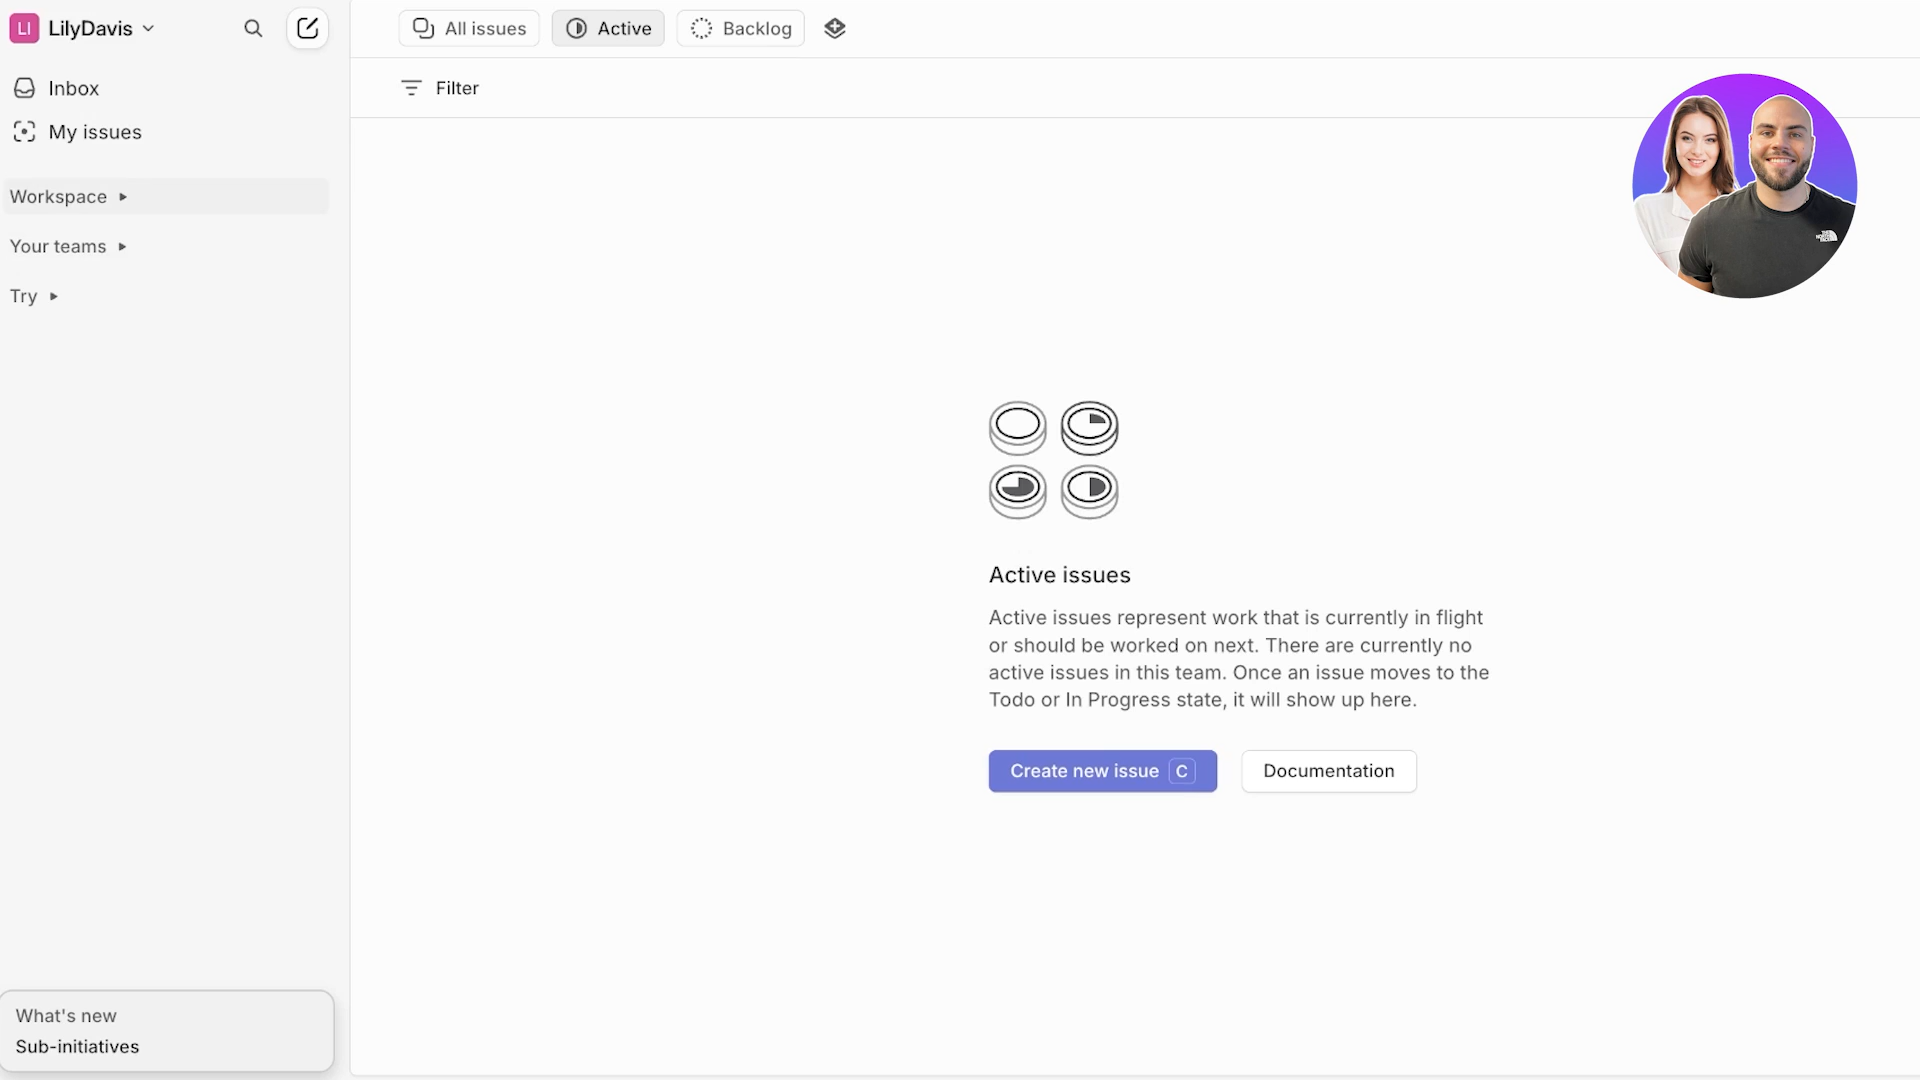 LI LilyDavis
Inbox
My issues
Workspace
Your teams
Try
What's new
Sub-initiatives
All issues
Active
Backlog
Filter
THE NORTH FACE
Active issues
Active issues represent work that is currently in flight
or should be worked on next. There are currently no
active issues in this team. Once an issue moves to the
Todo or In Progress state, it will show up here.
Create new issue C
Documentation